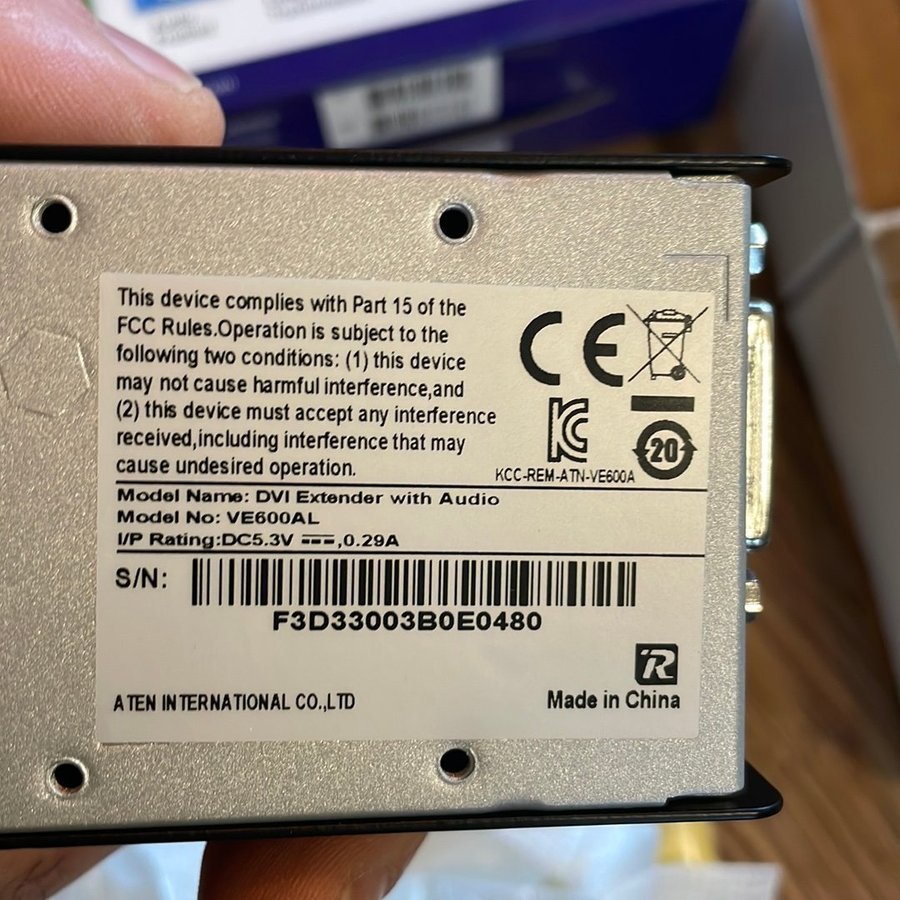 This device complies with Part 15 of the
FCC Rules.Operation is subject to the
following two conditions: (1) this device
may not cause harmful interference,and
(2) this device must accept any interference
received,including interference that may
cause undesired operation.
CE
KC
20
KCC-REM-ATN-VE600A
Model Name: DVI Extender with Audio
Model No: VE600AL
I/P Rating:DC5.3V ⎓,0.29A
S/N:
F3D33003B0E0480
R
ATEN INTERNATIONAL CO.,LTD
Made in China